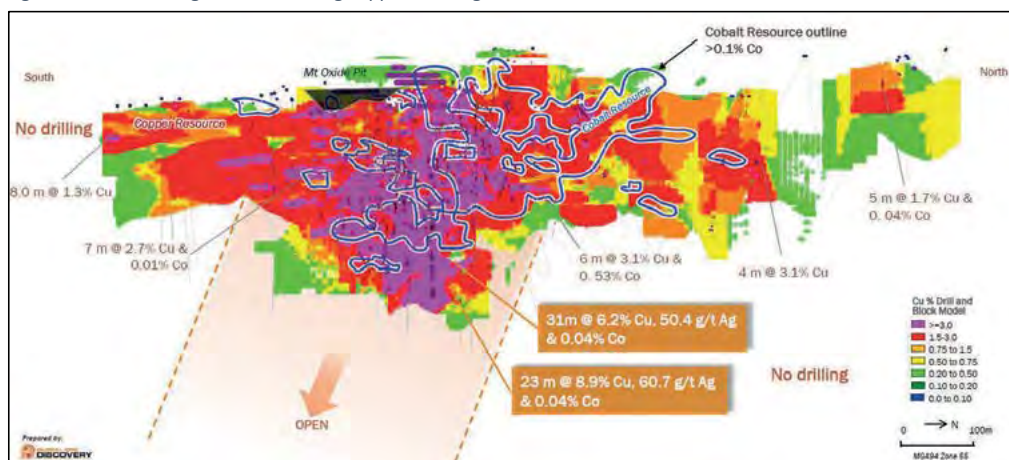 Cobalt Resource outline
>0.1% Co
South
Mt Oxide Pit
North
No drilling
Copper Resource
Cobalt Resource
8.0 m @ 1.3% Cu
7 m @ 2.7% Cu &
0.01% Co
6 m @ 3.1% Cu &
0. 53% Co
4 m @ 3.1% Cu
5 m @ 1.7% Cu &
0. 04% Co
31m @ 6.2% Cu, 50.4 g/t Ag
& 0.04% Co
23 m @ 8.9% Cu, 60.7 g/t Ag
& 0.04% Co
No drilling
OPEN
Cu % Drill and
Block Model
>=3.0
1.5-3.0
0.75 to 1.5
0.50 to 0.75
0.20 to 0.50
0.10 to 0.20
0.0 to 0.10
N
0 100m
MG494 Zone 55
Prepared by:
DISCOVERY